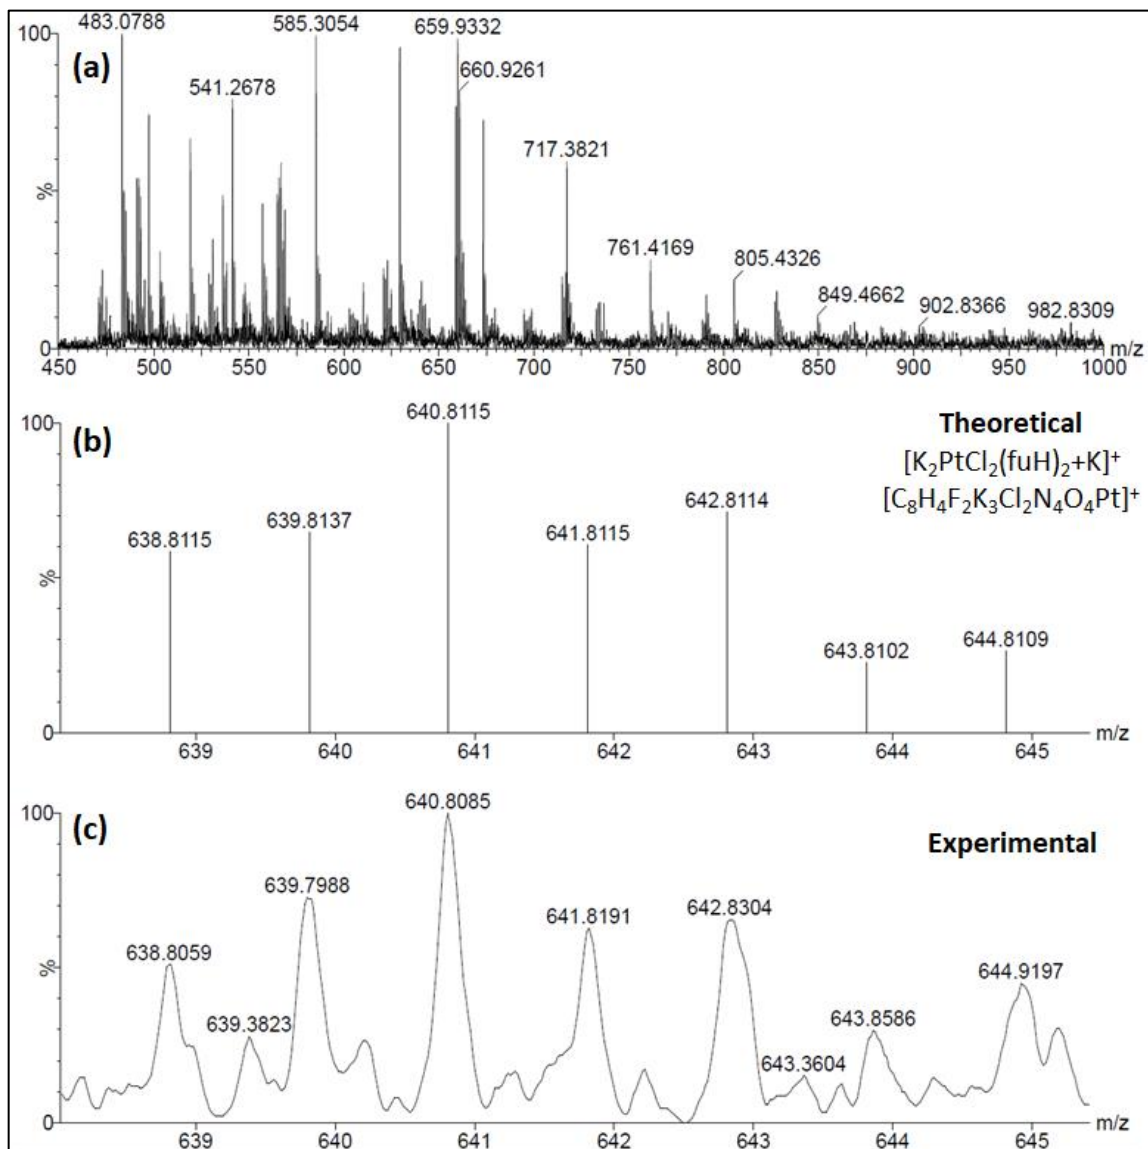 (a)
100
%
0
483.0788
541.2678
585.3054
659.9332
660.9261
717.3821
761.4169
805.4326
849.4662
902.8366
982.8309
450 500 550 600 650 700 750 800 850 900 950 1000
m/z
(b)
100
%
0
638.8115
639.8137
640.8115
641.8115
642.8114
643.8102
644.8109
Theoretical
[K₂PtCl₂(fuH)₂+K]⁺
[C₈H₄F₂K₃Cl₂N₄O₄Pt]⁺
639 640 641 642 643 644 645
m/z
(c)
100
%
0
638.8059
639.3823
639.7988
640.8085
641.8191
642.8304
643.3604
643.8586
644.9197
Experimental
639 640 641 642 643 644 645
m/z